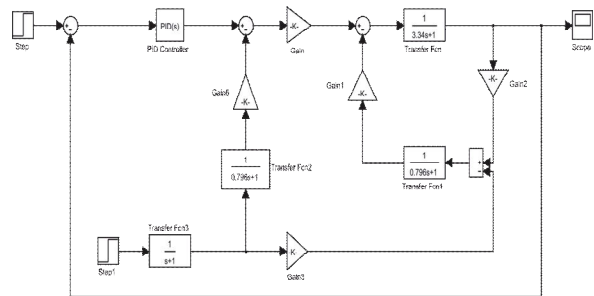 Step
PID(s)
PID Controller
-K-
Gain
1
3.34s+1
Transfer Fcn
Scope
-K-
Gain2
Gain1
-K-
Gain6
-K-
1
0.796s+1
Transfer Fcn2
1
0.796s+1
Transfer Fcn1
+
+
Transfer Fcn3
1
s+1
Step1
-K-
Gain3